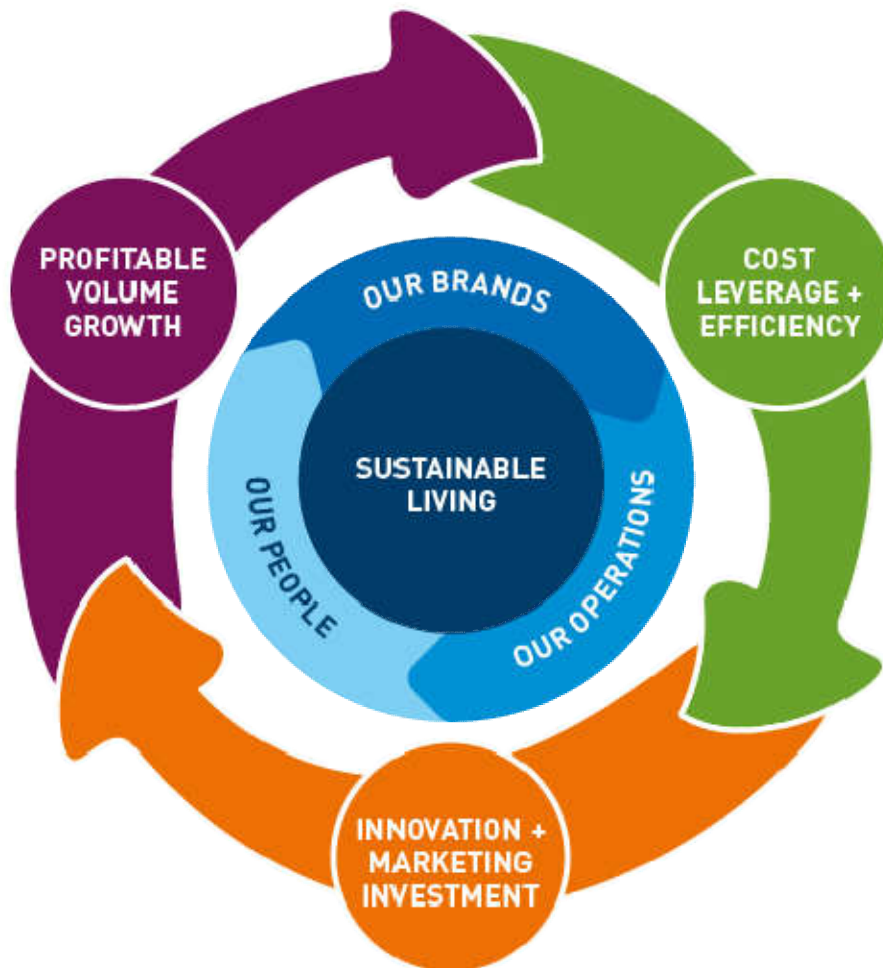 PROFITABLE
VOLUME
GROWTH
COST
LEVERAGE +
EFFICIENCY
OUR BRANDS
SUSTAINABLE
LIVING
OUR PEOPLE
OUR OPERATIONS
INNOVATION +
MARKETING
INVESTMENT